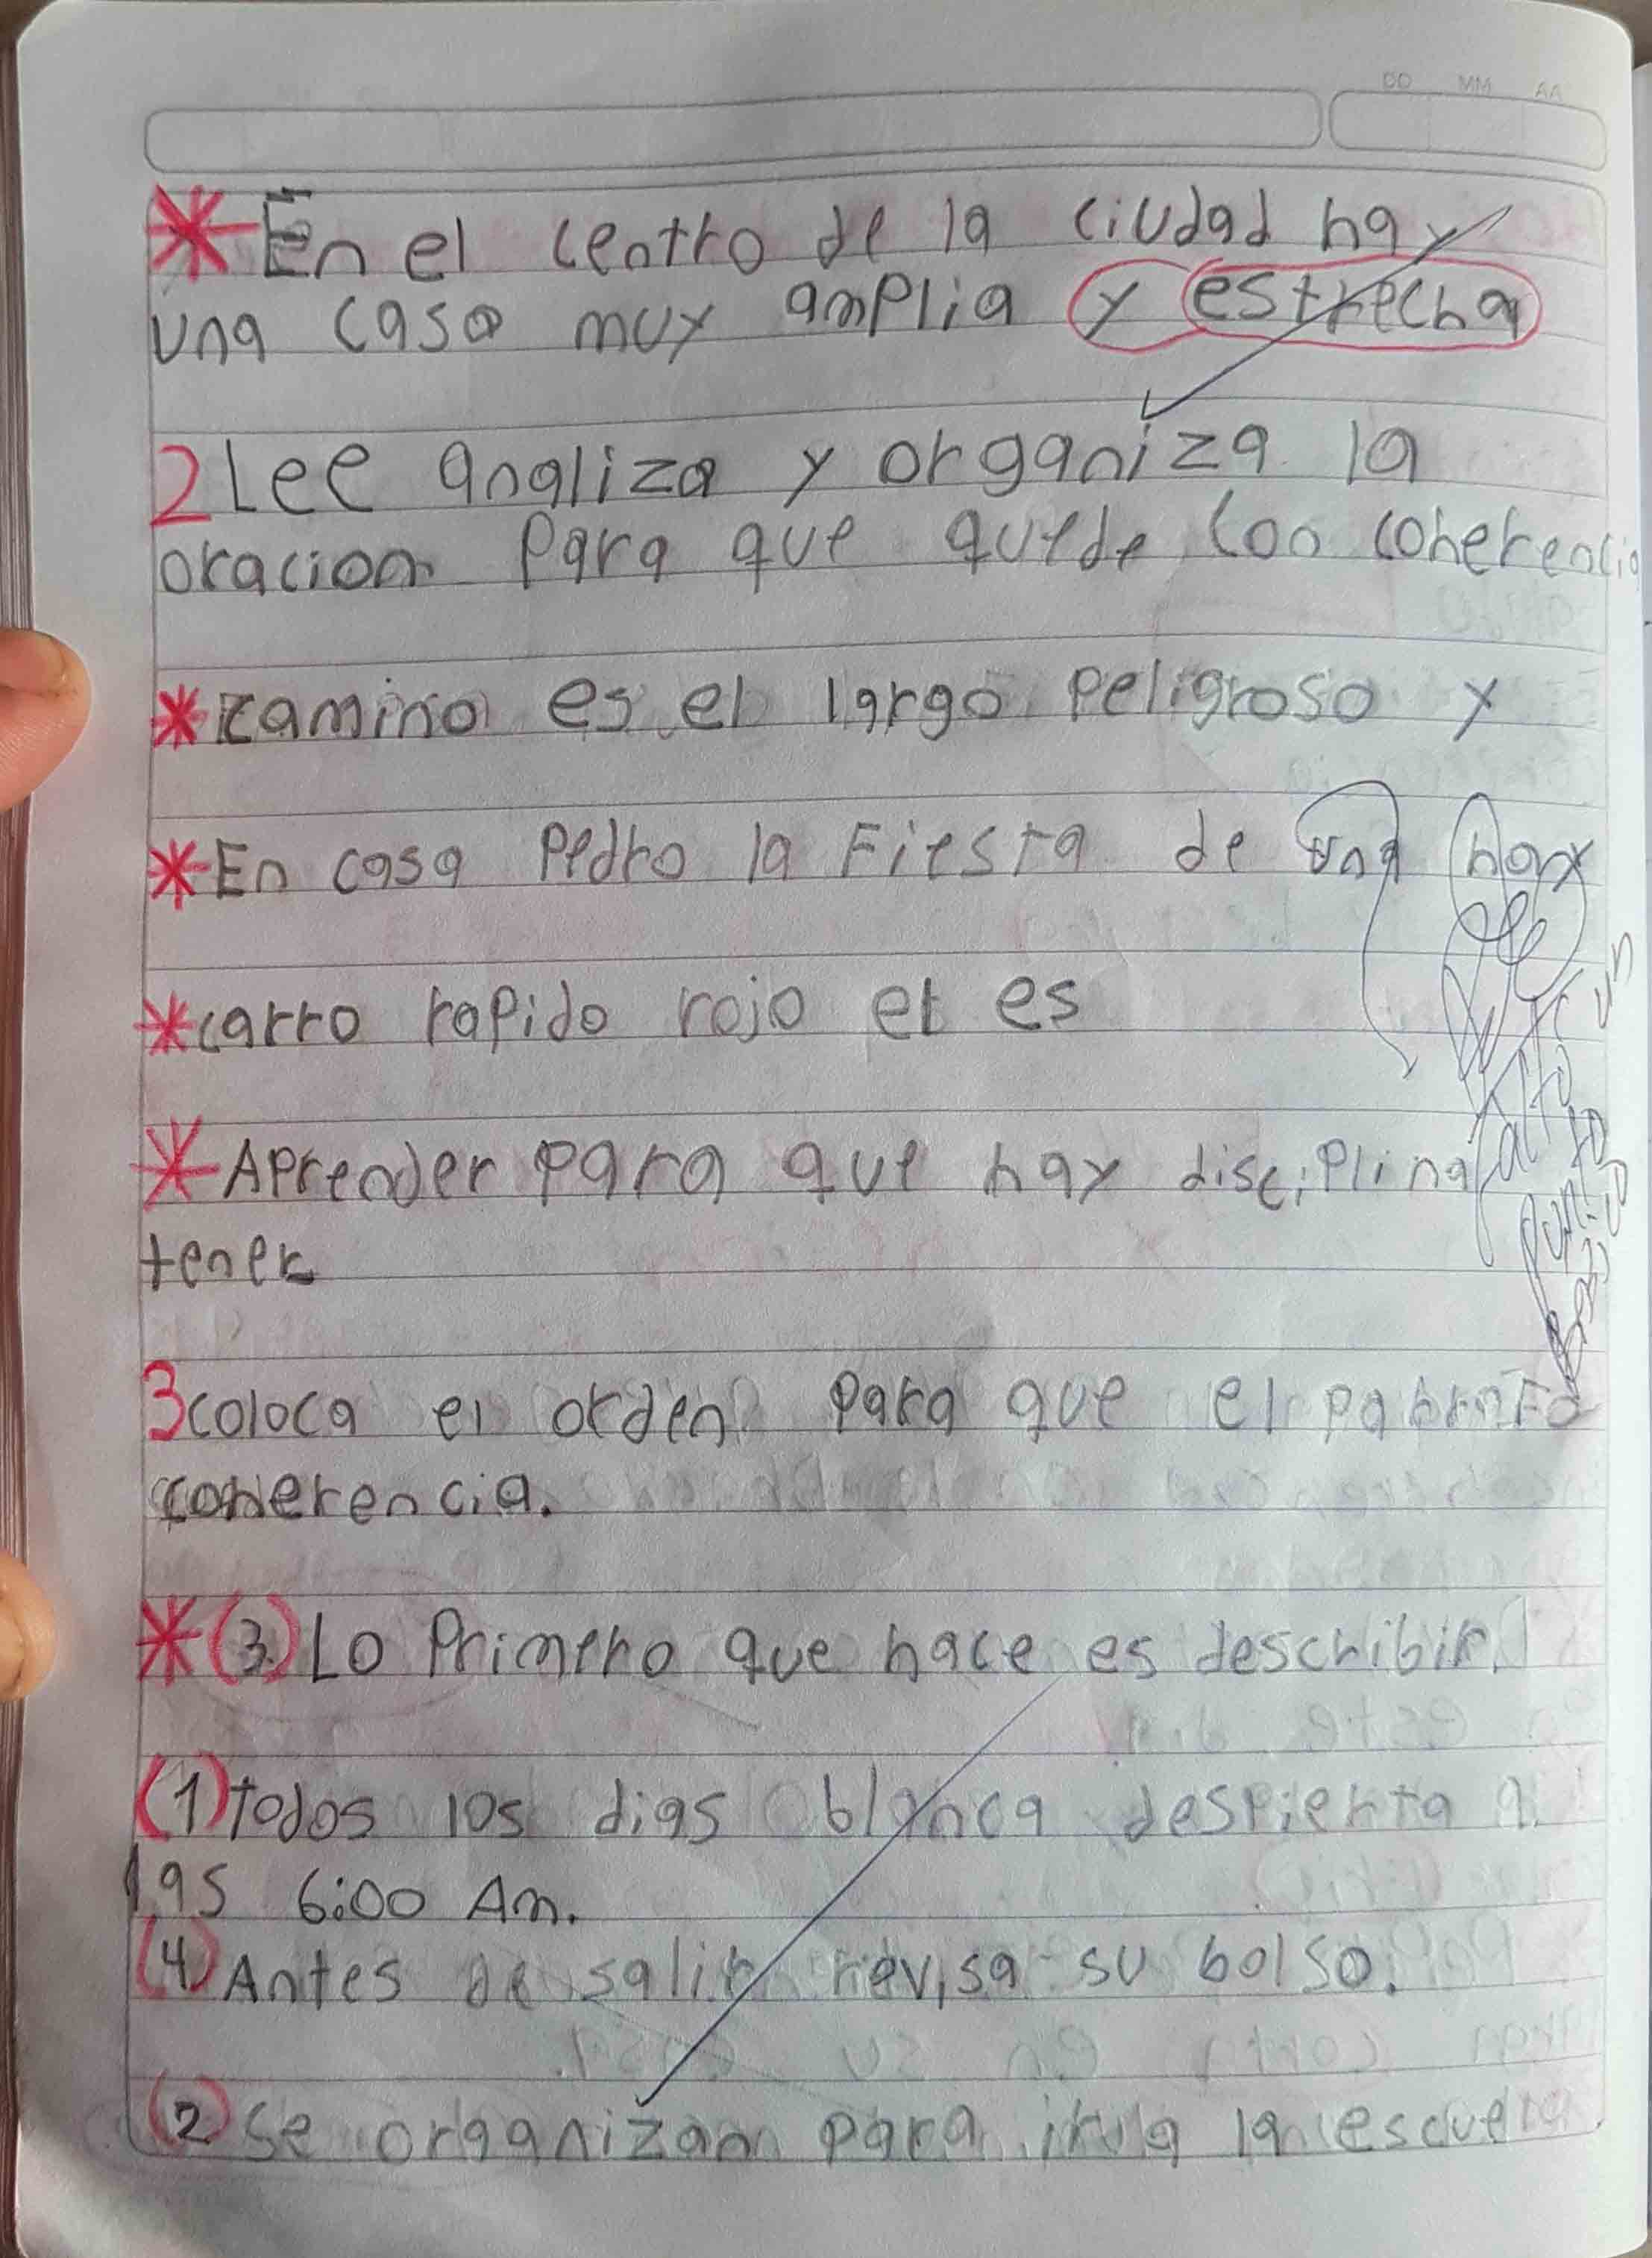 DD MM AA
*En el centro de la ciudad hay
una casa muy amplia y estrecha
2 Lee analiza y organiza la
oracion Para que quede con coherencia
*camino es el largo Peligroso y
*En casa Pedro la Fiesta de una hay
*carro rapido rojo el es
*Aprender para que hay disciplina
tener
falto un
Punto
3 coloca el orden para que el parrafo
coherencia.
*(3.) Lo Primero que hace es describir.
(1) todos los dias blanca despierta a
las 6:00 Am.
(4) Antes de salir revisa su bolso.
(2) Se organizan para ir a la escuela